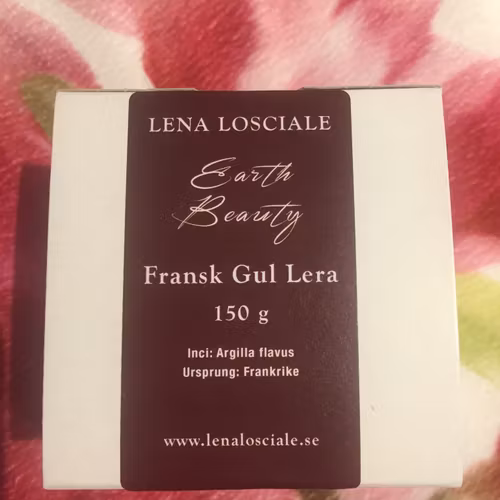 LENA LOSCIALE
Earth
Beauty
Fransk Gul Lera
150 g
Inci: Argilla flavus
Ursprung: Frankrike
www.lenalosciale.se